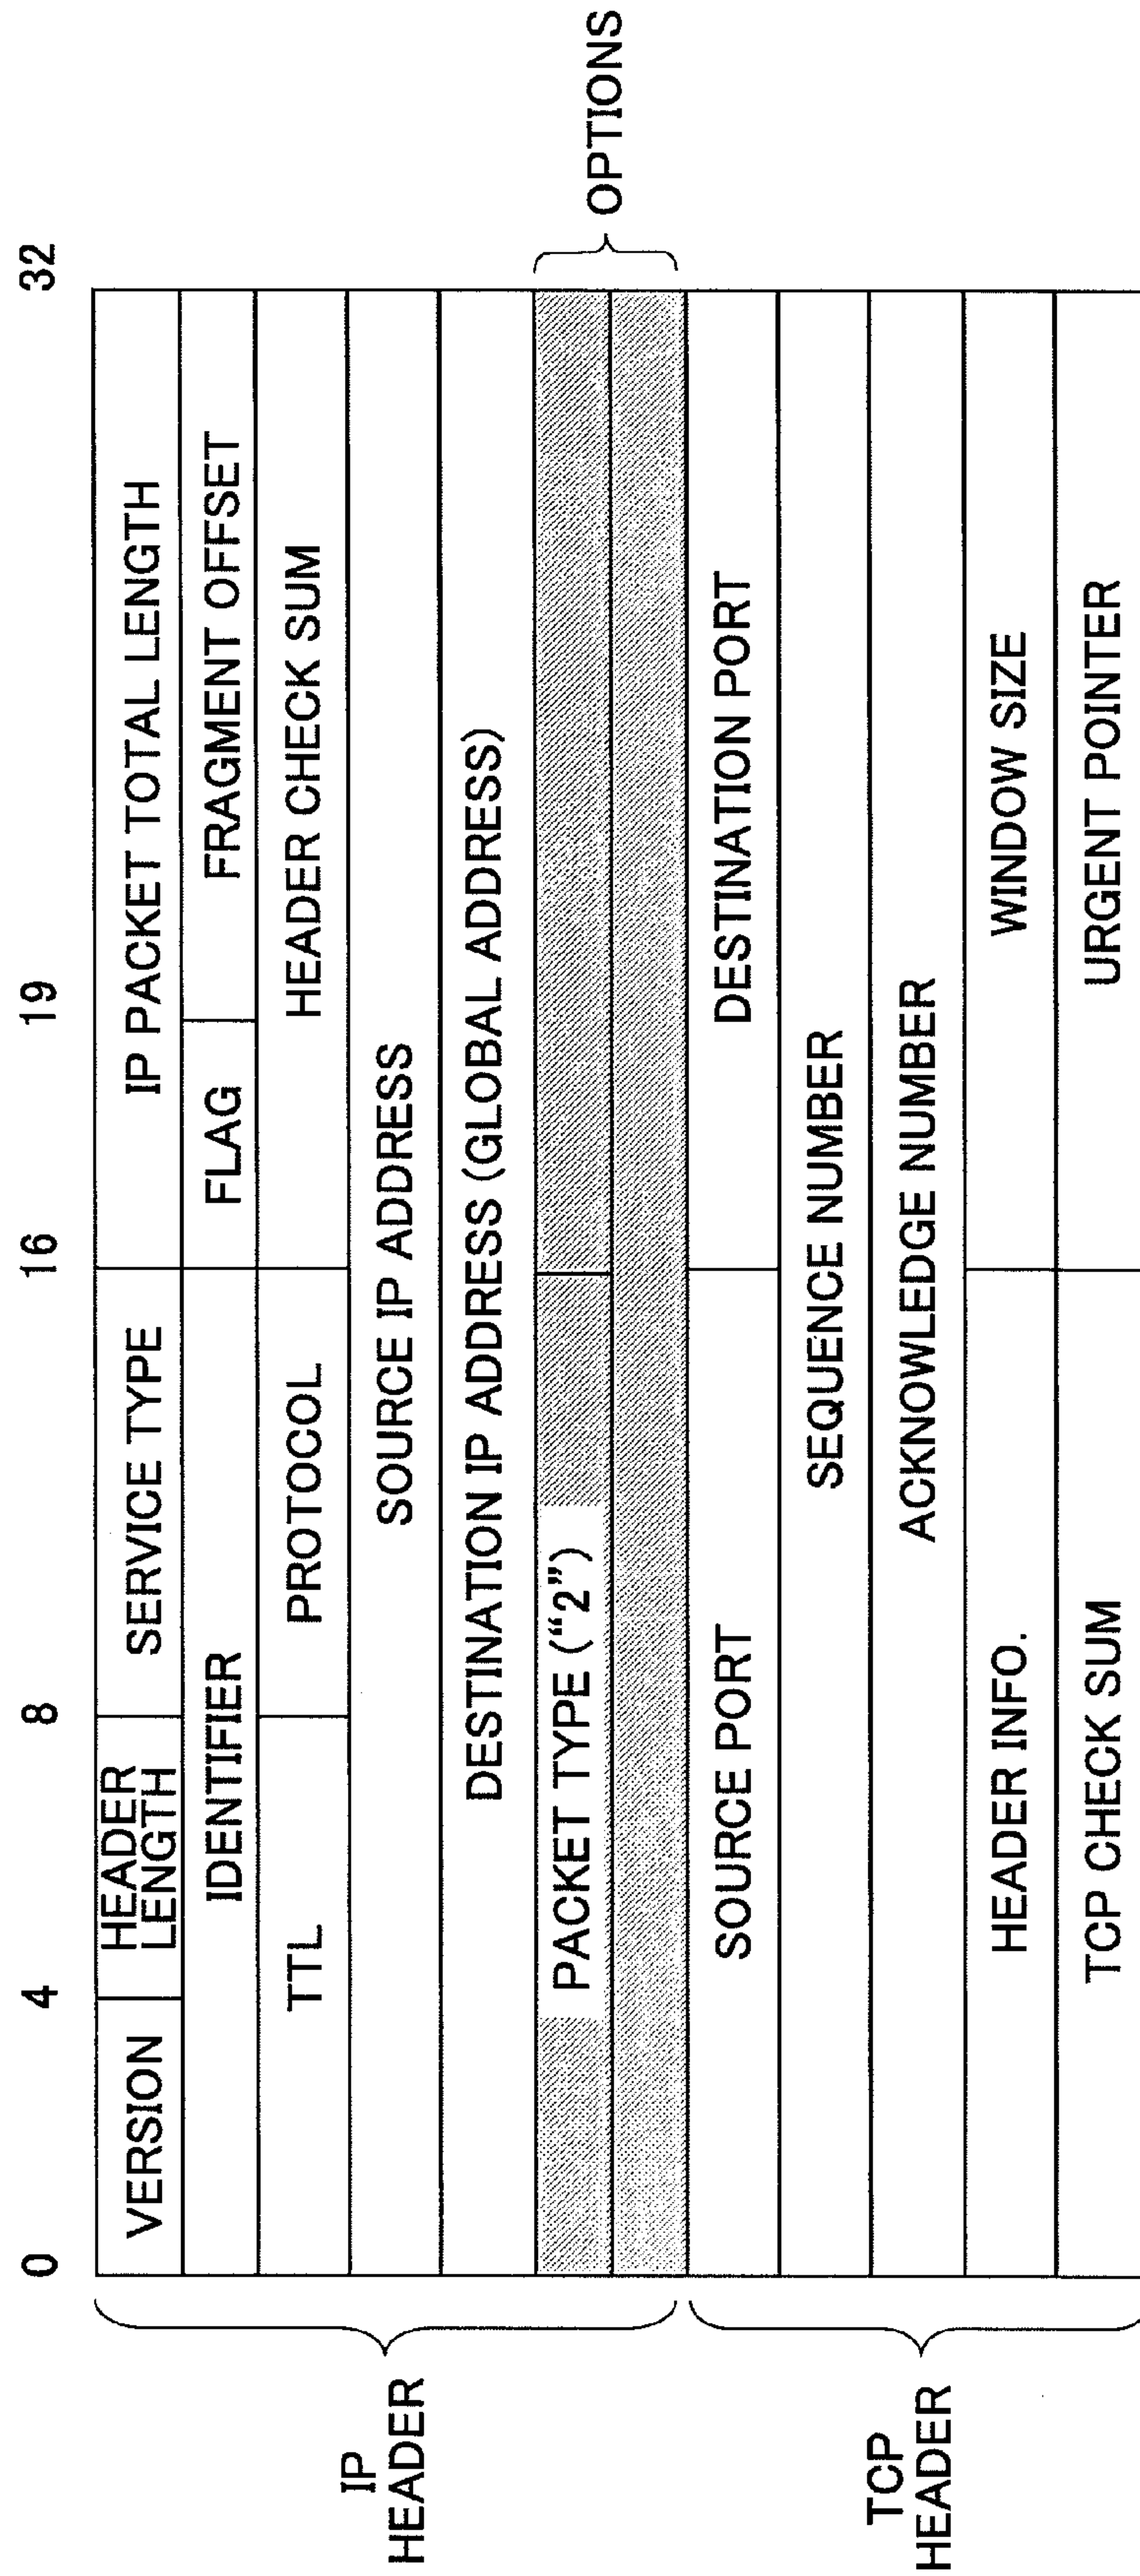 0 4 8 16 19 32
VERSION
HEADER
LENGTH
SERVICE TYPE
IP PACKET TOTAL LENGTH
IDENTIFIER
FLAG
FRAGMENT OFFSET
TTL
PROTOCOL
HEADER CHECK SUM
SOURCE IP ADDRESS
DESTINATION IP ADDRESS (GLOBAL ADDRESS)
PACKET TYPE (“2”)
OPTIONS
IP
HEADER
SOURCE PORT
DESTINATION PORT
SEQUENCE NUMBER
ACKNOWLEDGE NUMBER
HEADER INFO.
WINDOW SIZE
TCP CHECK SUM
URGENT POINTER
TCP
HEADER